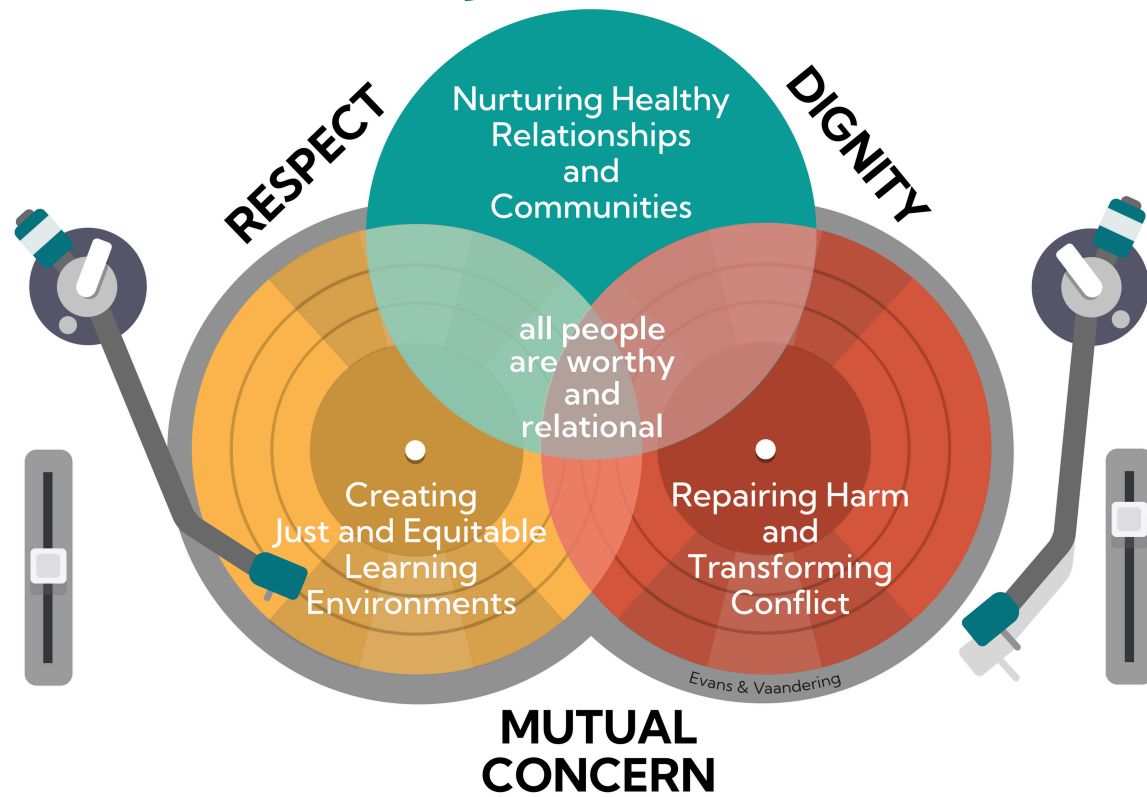 RESPECT
DIGNITY
Nurturing Healthy
Relationships
and
Communities
all people
are worthy
and
relational
Creating
Just and Equitable
Learning
Environments
Repairing Harm
and
Transforming
Conflict
Evans & Vaandering
MUTUAL
CONCERN